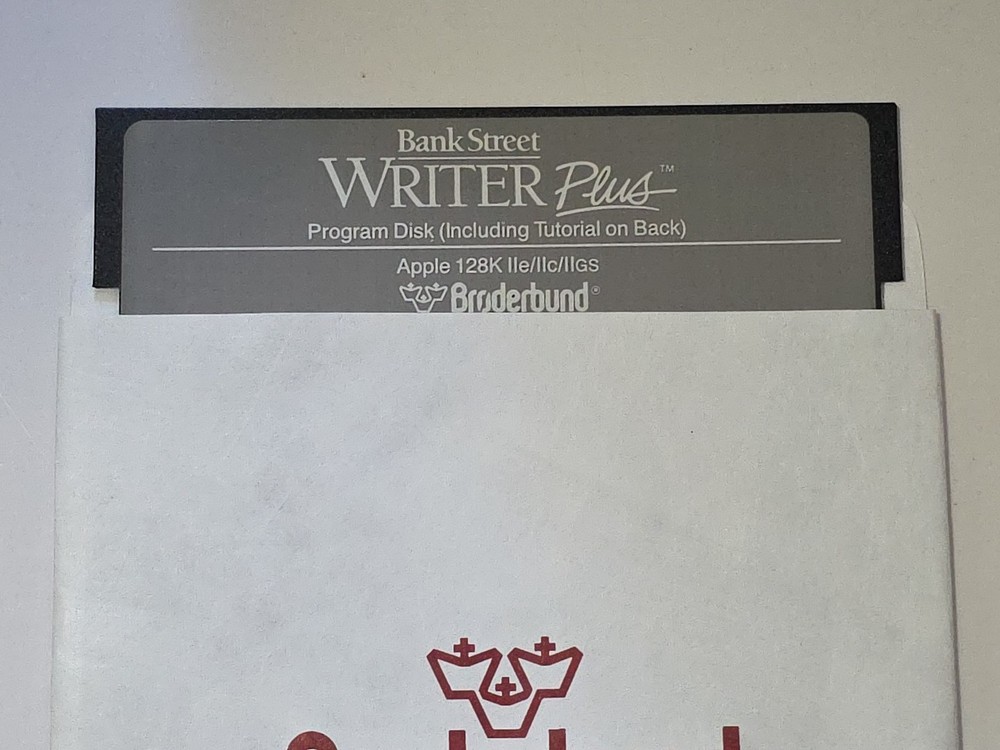 Bank Street
WRITER Plus™
Program Disk (Including Tutorial on Back)
Apple 128K IIe/IIc/IIGS
Brøderbund®